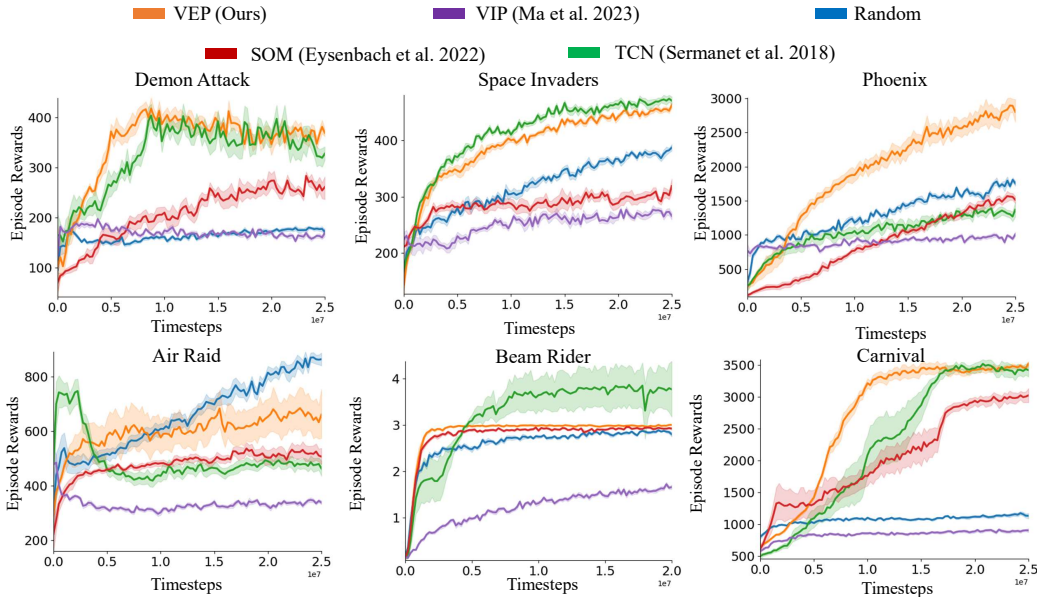 VEP (Ours) VIP (Ma et al. 2023) Random
SOM (Eysenbach et al. 2022) TCN (Sermanet et al. 2018)
Demon Attack Space Invaders Phoenix
Episode Rewards
400
300
200
100
0.0 0.5 1.0 1.5 2.0 2.5
1e7
Timesteps
Episode Rewards
400
300
200
0.0 0.5 1.0 1.5 2.0 2.5
1e7
Timesteps
Episode Rewards
3000
2500
2000
1500
1000
500
0.0 0.5 1.0 1.5 2.0 2.5
1e7
Timesteps
Air Raid Beam Rider Carnival
Episode Rewards
800
600
400
200
0.0 0.5 1.0 1.5 2.0 2.5
1e7
Timesteps
Episode Rewards
4
3
2
1
0.0 0.5 1.0 1.5 2.0
1e7
Timesteps
Episode Rewards
3500
3000
2500
2000
1500
1000
500
0.0 0.5 1.0 1.5 2.0 2.5
1e7
Timesteps